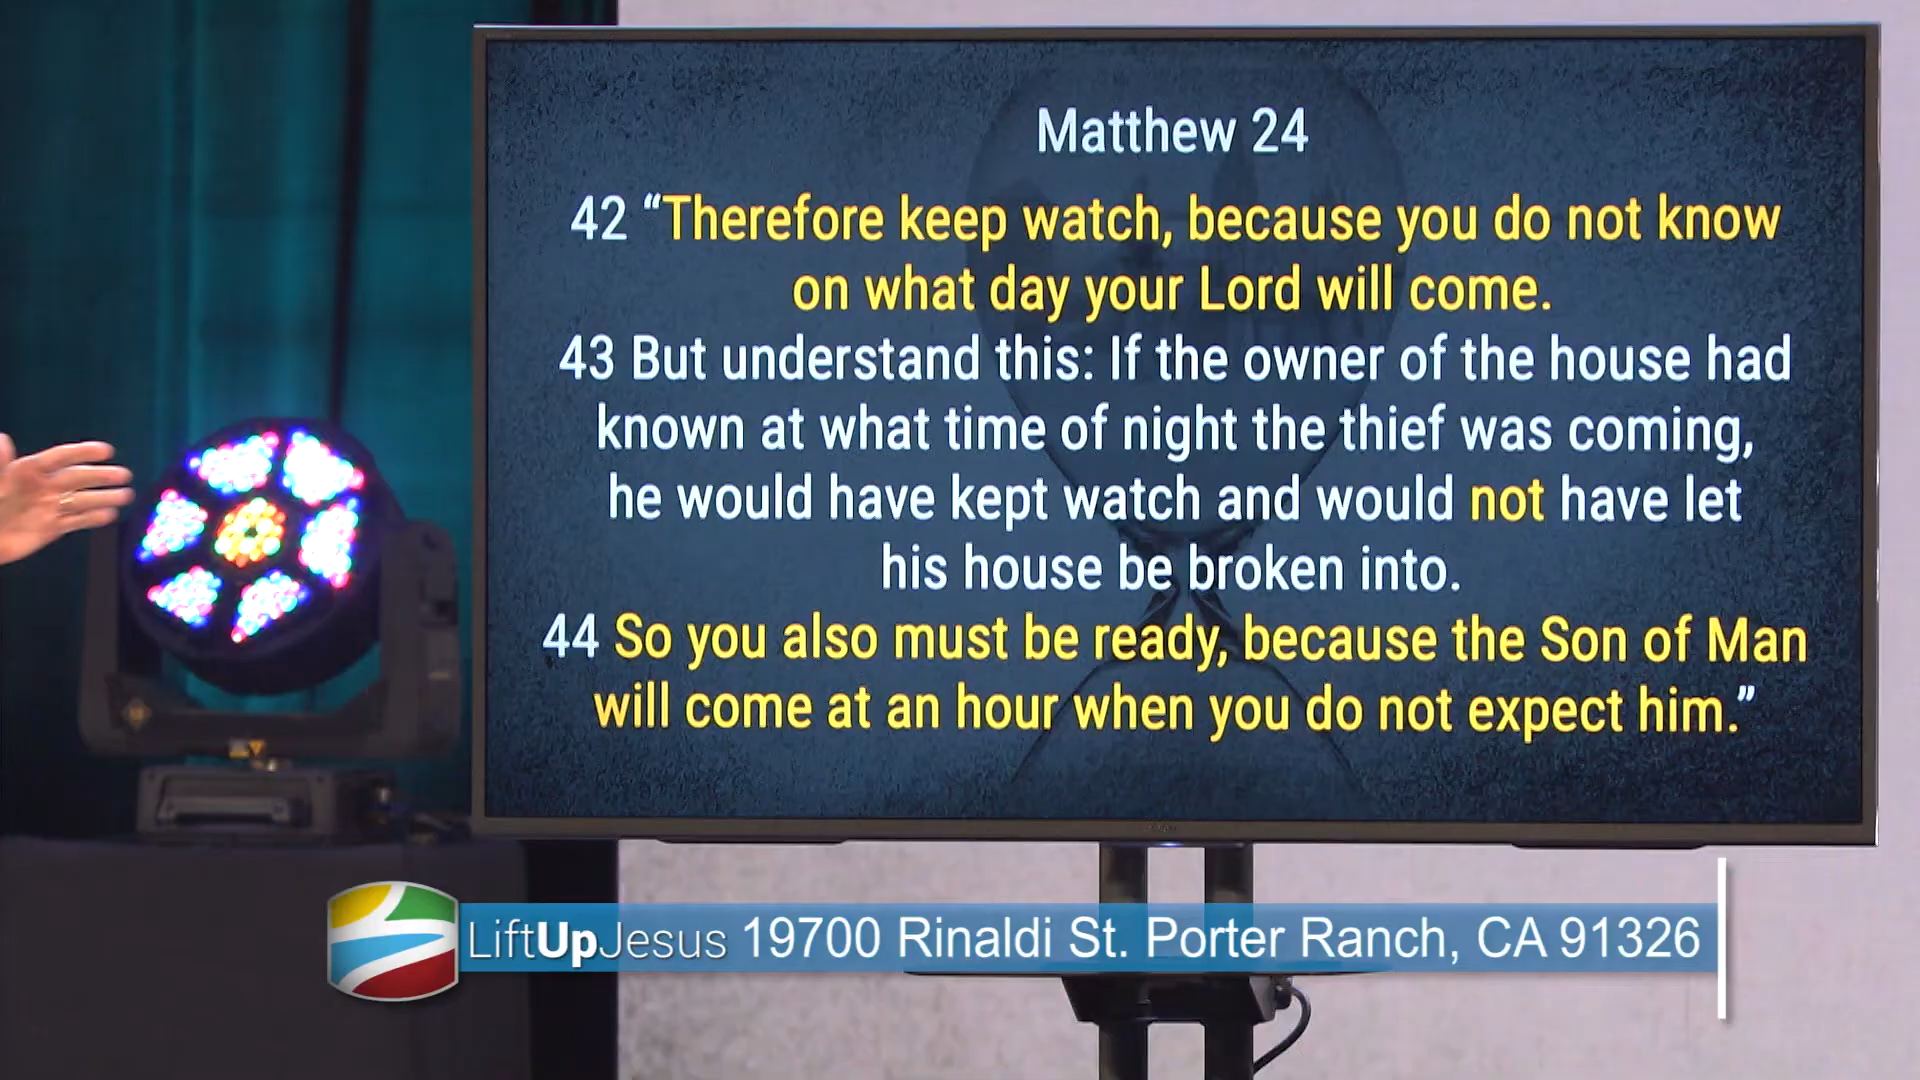 Matthew 24
42 “Therefore keep watch, because you do not know
on what day your Lord will come.
43 But understand this: If the owner of the house had
known at what time of night the thief was coming,
he would have kept watch and would not have let
his house be broken into.
44 So you also must be ready, because the Son of Man
will come at an hour when you do not expect him.”
LiftUpJesus 19700 Rinaldi St. Porter Ranch, CA 91326